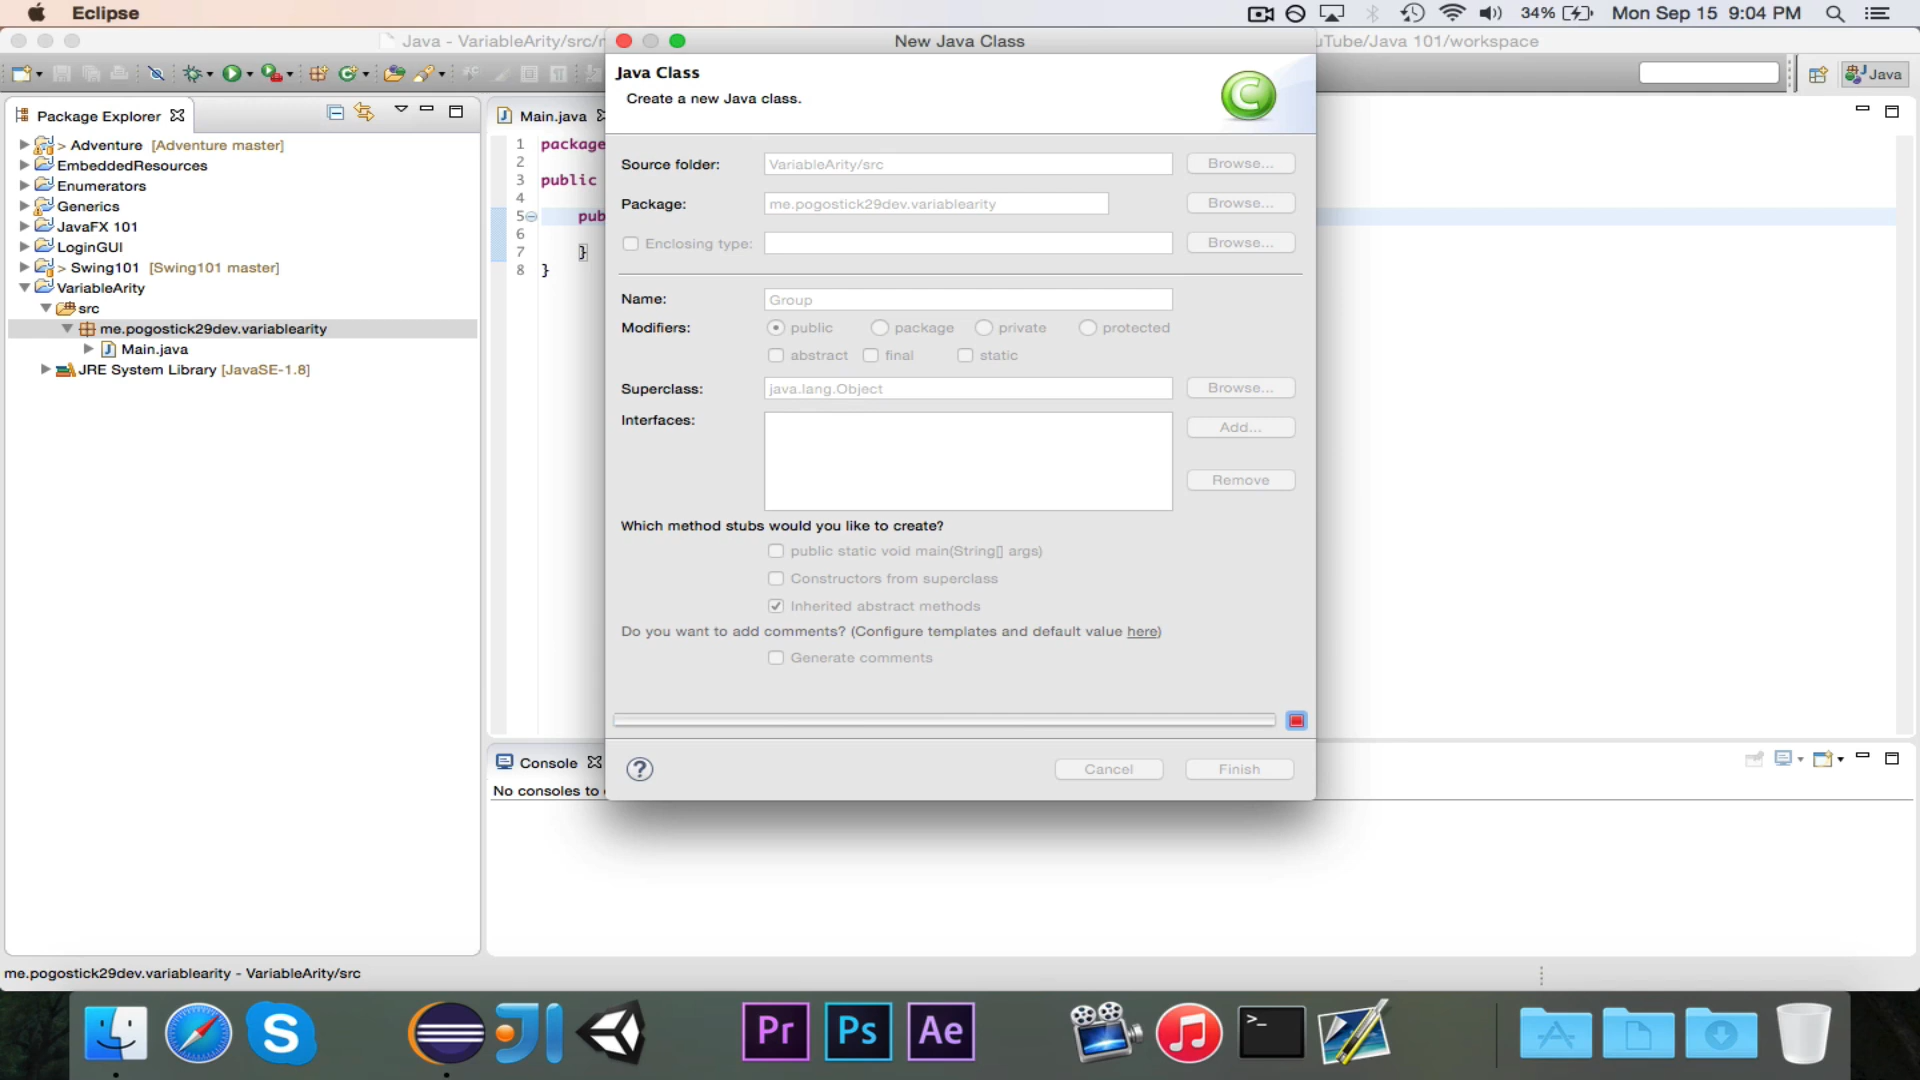 Eclipse
34%
Mon Sep 15 9:04 PM
Java - VariableArity/src/
New Java Class
uTube/Java 101/workspace
Java
Package Explorer
> Adventure [Adventure master]
EmbeddedResources
Enumerators
Generics
JavaFX 101
LoginGUI
> Swing101 [Swing101 master]
VariableArity
src
me.pogostick29dev.variablearity
Main.java
JRE System Library [JavaSE-1.8]
Main.java
1 package
2
3 public
4
5 pub
6
7 }
8 }
Java Class
Create a new Java class.
Source folder: VariableArity/src Browse...
Package: me.pogostick29dev.variablearity Browse...
Enclosing type: Browse...
Name: Group
Modifiers: public package private protected
abstract final static
Superclass: java.lang.Object Browse...
Interfaces: Add...
Remove
Which method stubs would you like to create?
public static void main(String[] args)
Constructors from superclass
Inherited abstract methods
Do you want to add comments? (Configure templates and default value here)
Generate comments
? Cancel Finish
Console
No consoles to
me.pogostick29dev.variablearity - VariableArity/src
S
JI
Pr
Ps
Ae
>_